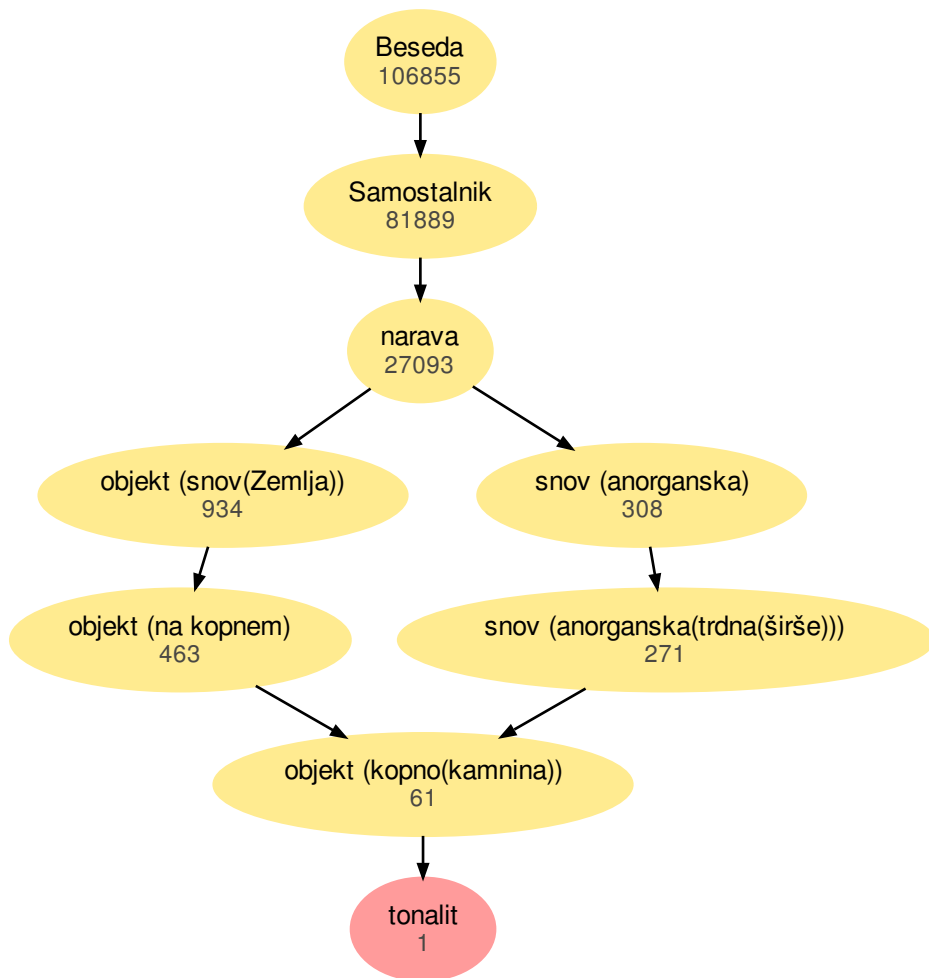 Beseda
106855
Samostalnik
81889
narava
27093
objekt (snov(Zemlja))
934
snov (anorganska)
308
objekt (na kopnem)
463
snov (anorganska(trdna(širše)))
271
objekt (kopno(kamnina))
61
tonalit
1